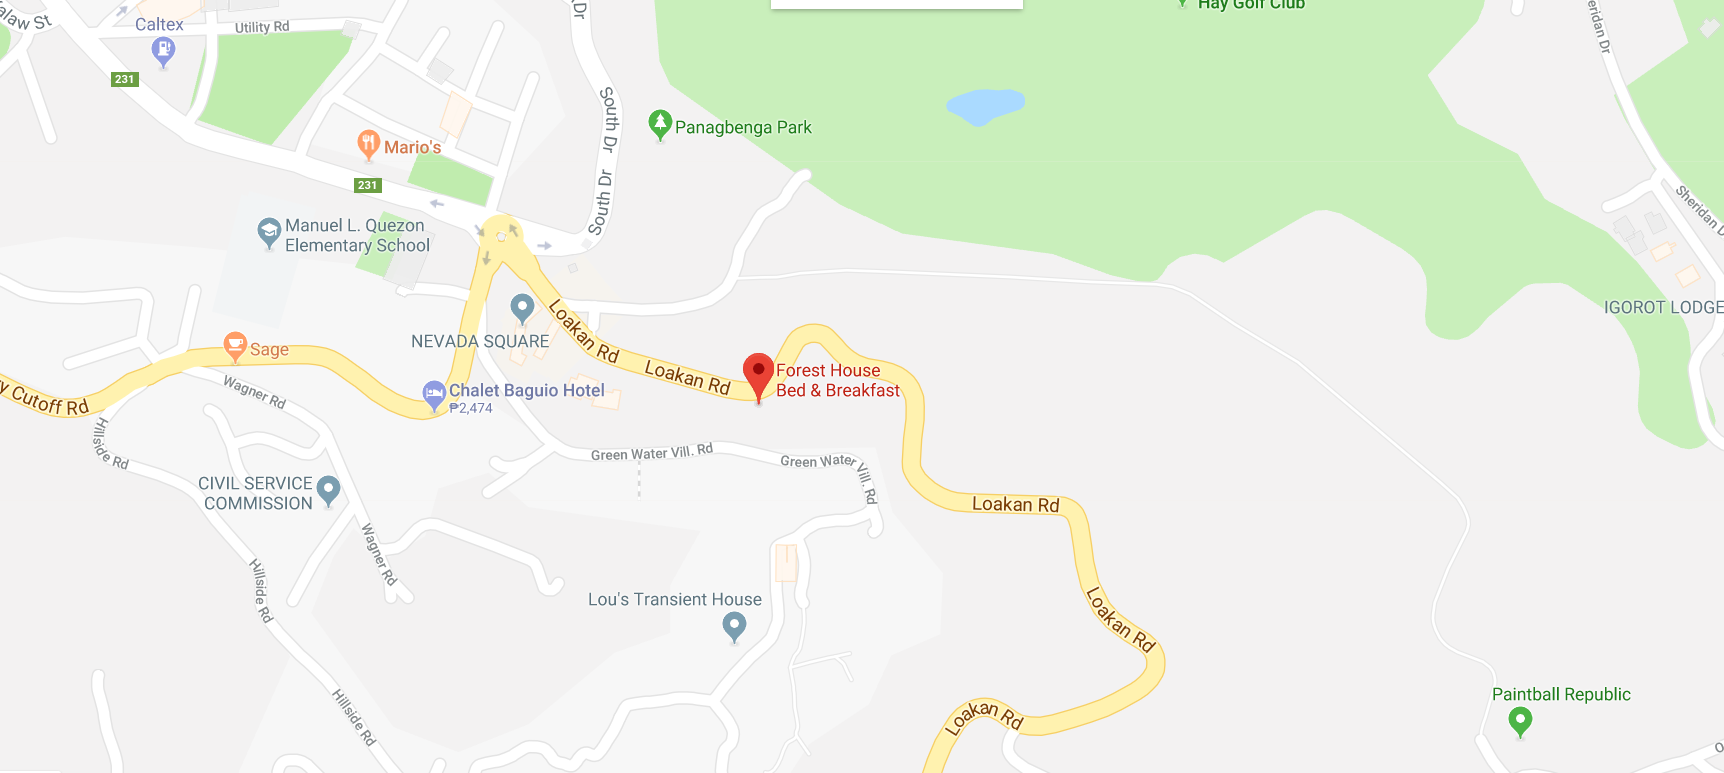 alaw St
Caltex
Utility Rd
Dr
Hay Golf Club
eridan Dr
231
South Dr
Panagbenga Park
Mario's
231
South Dr
Sheridan D
Manuel L. Quezon
Elementary School
IGOROT LODGE
NEVADA SQUARE
Loakan Rd
Sage
Loakan Rd
Forest House
Bed & Breakfast
Wagner Rd
Chalet Baguio Hotel
₱2,474
y Cutoff Rd
Hillside Rd
Green Water Vill. Rd
Green Water Vill. Rd
CIVIL SERVICE
COMMISSION
Loakan Rd
Wagner Rd
Hillside Rd
Lou's Transient House
Loakan Rd
Hillside Rd
Loakan Rd
Paintball Republic
O